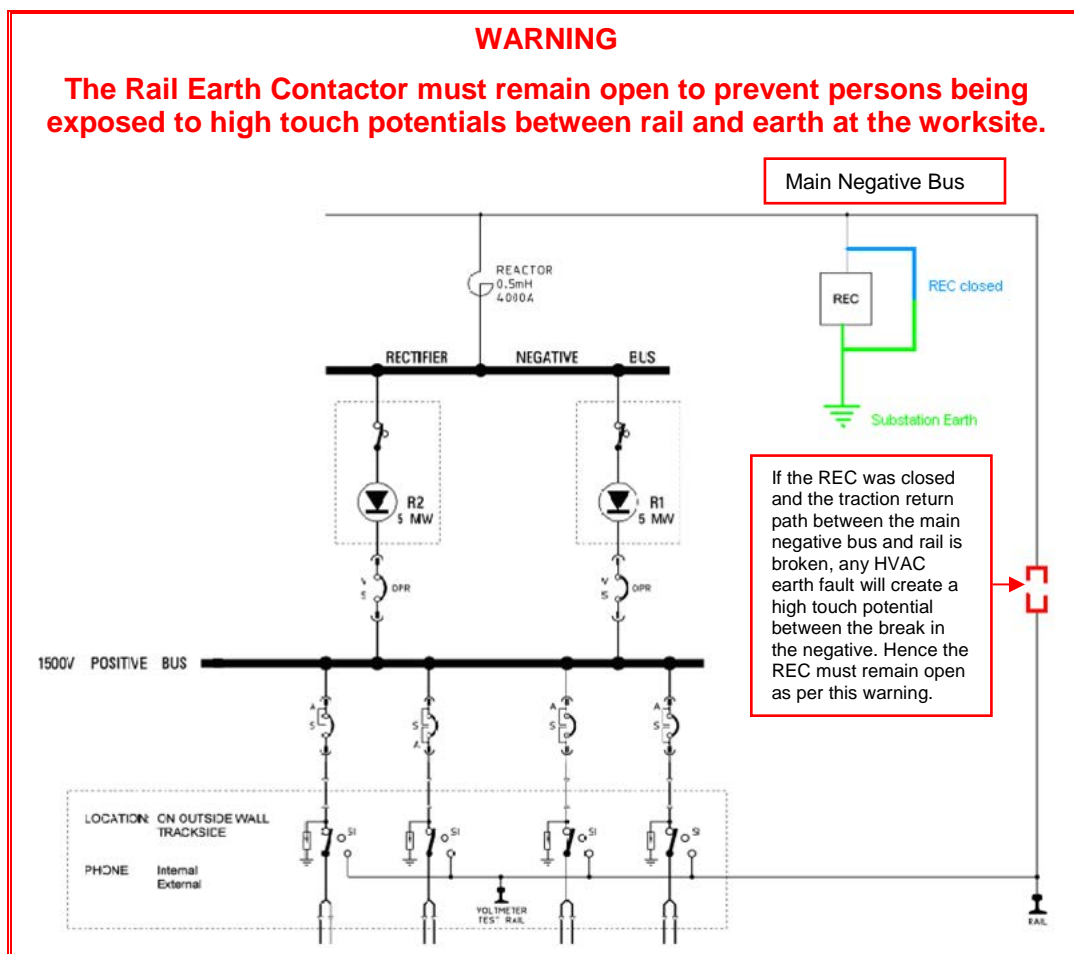 WARNING
The Rail Earth Contactor must remain open to prevent persons being
exposed to high touch potentials between rail and earth at the worksite.
Main Negative Bus
REACTOR
0.5mH
4000A
REC
REC closed
Substation Earth
RECTIFIER NEGATIVE BUS
R2
5 MW
R1
5 MW
V
S
OPR
V
S
OPR
If the REC was closed
and the traction return
path between the main
negative bus and rail is
broken, any HVAC
earth fault will create a
high touch potential
between the break in
the negative. Hence the
REC must remain open
as per this warning.
1500V POSITIVE BUS
A
S
A
S
A
A
S
A
S
LOCATION: ON OUTSIDE WALL
TRACKSIDE
SI
SI
SI
SI
PHONE Internal
External
VOLTMETER
TEST RAIL
RAIL